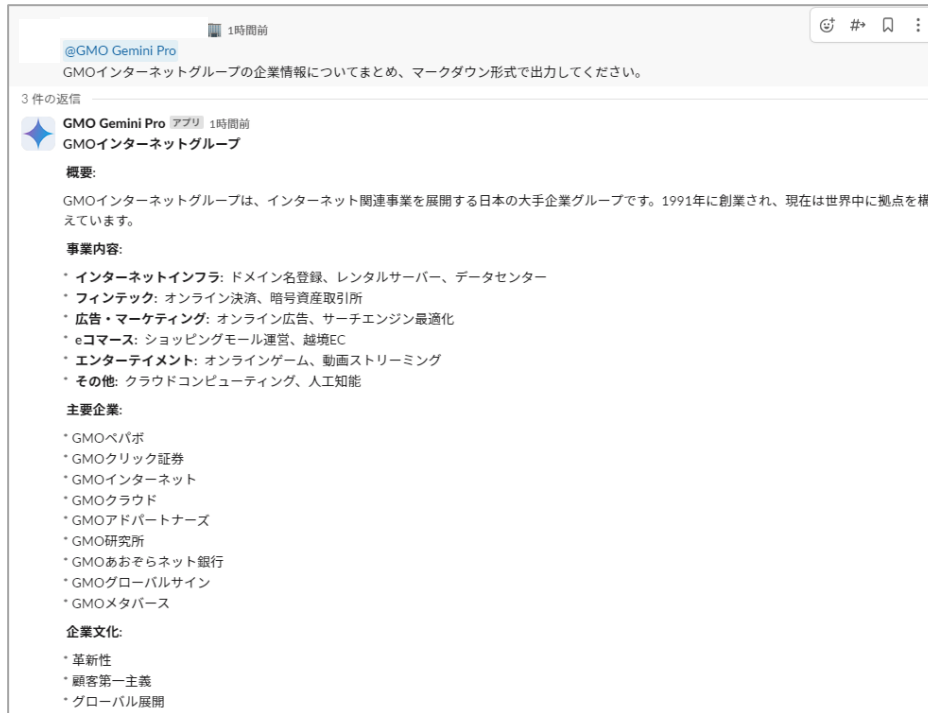 1時間前
@GMO Gemini Pro
GMOインターネットグループの企業情報についてまとめ、マークダウン形式で出力してください。
3 件の返信
GMO Gemini Pro アプリ 1時間前
GMOインターネットグループ
概要:
GMOインターネットグループは、インターネット関連事業を展開する日本の大手企業グループです。1991年に創業され、現在は世界中に拠点を構
えています。
事業内容:
* インターネットインフラ: ドメイン名登録、レンタルサーバー、データセンター
* フィンテック: オンライン決済、暗号資産取引所
* 広告・マーケティング: オンライン広告、サーチエンジン最適化
* eコマース: ショッピングモール運営、越境EC
* エンターテイメント: オンラインゲーム、動画ストリーミング
* その他: クラウドコンピューティング、人工知能
主要企業:
* GMOペパボ
* GMOクリック証券
* GMOインターネット
* GMOクラウド
* GMOアドパートナーズ
* GMO研究所
* GMOあおぞらネット銀行
* GMOグローバルサイン
* GMOメタバース
企業文化:
* 革新性
* 顧客第一主義
* グローバル展開